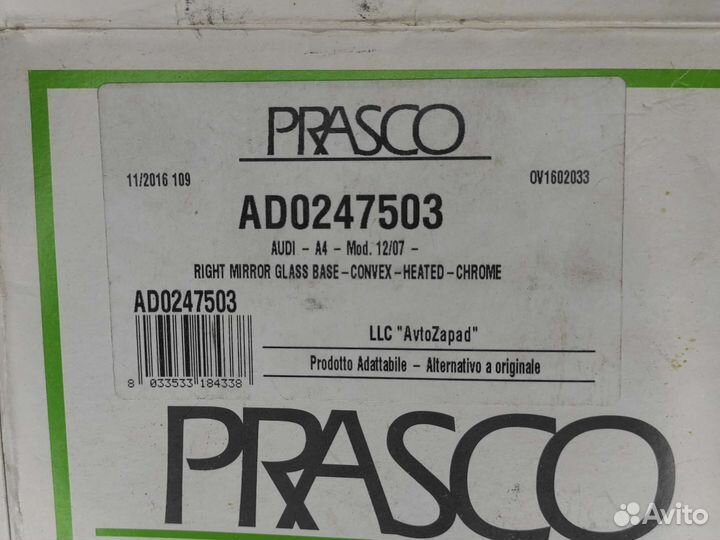 PRASCO
11/2016 109
OV1602033
AD0247503
AUDI - A4 - Mod. 12/07 -
RIGHT MIRROR GLASS BASE-CONVEX-HEATED-CHROME
AD0247503
LLC "AvtoZapad"
Prodotto Adattabile - Alternativo a originale
8 033533 184338
PRASCO
Avito